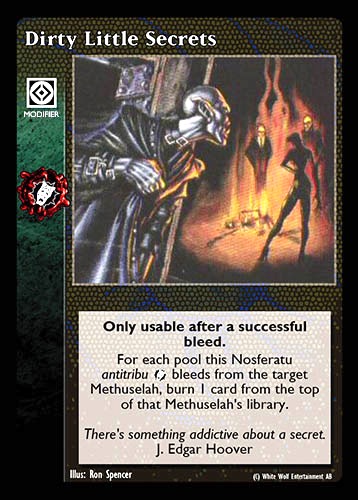 Dirty Little Secrets
MODIFIER
Only usable after a successful
bleed.
For each pool this Nosferatu
antitribu bleeds from the target
Methuselah, burn 1 card from the top
of that Methuselah's library.
There's something addictive about a secret.
J. Edgar Hoover
Illus: Ron Spencer
(C) White Wolf Entertainment AB